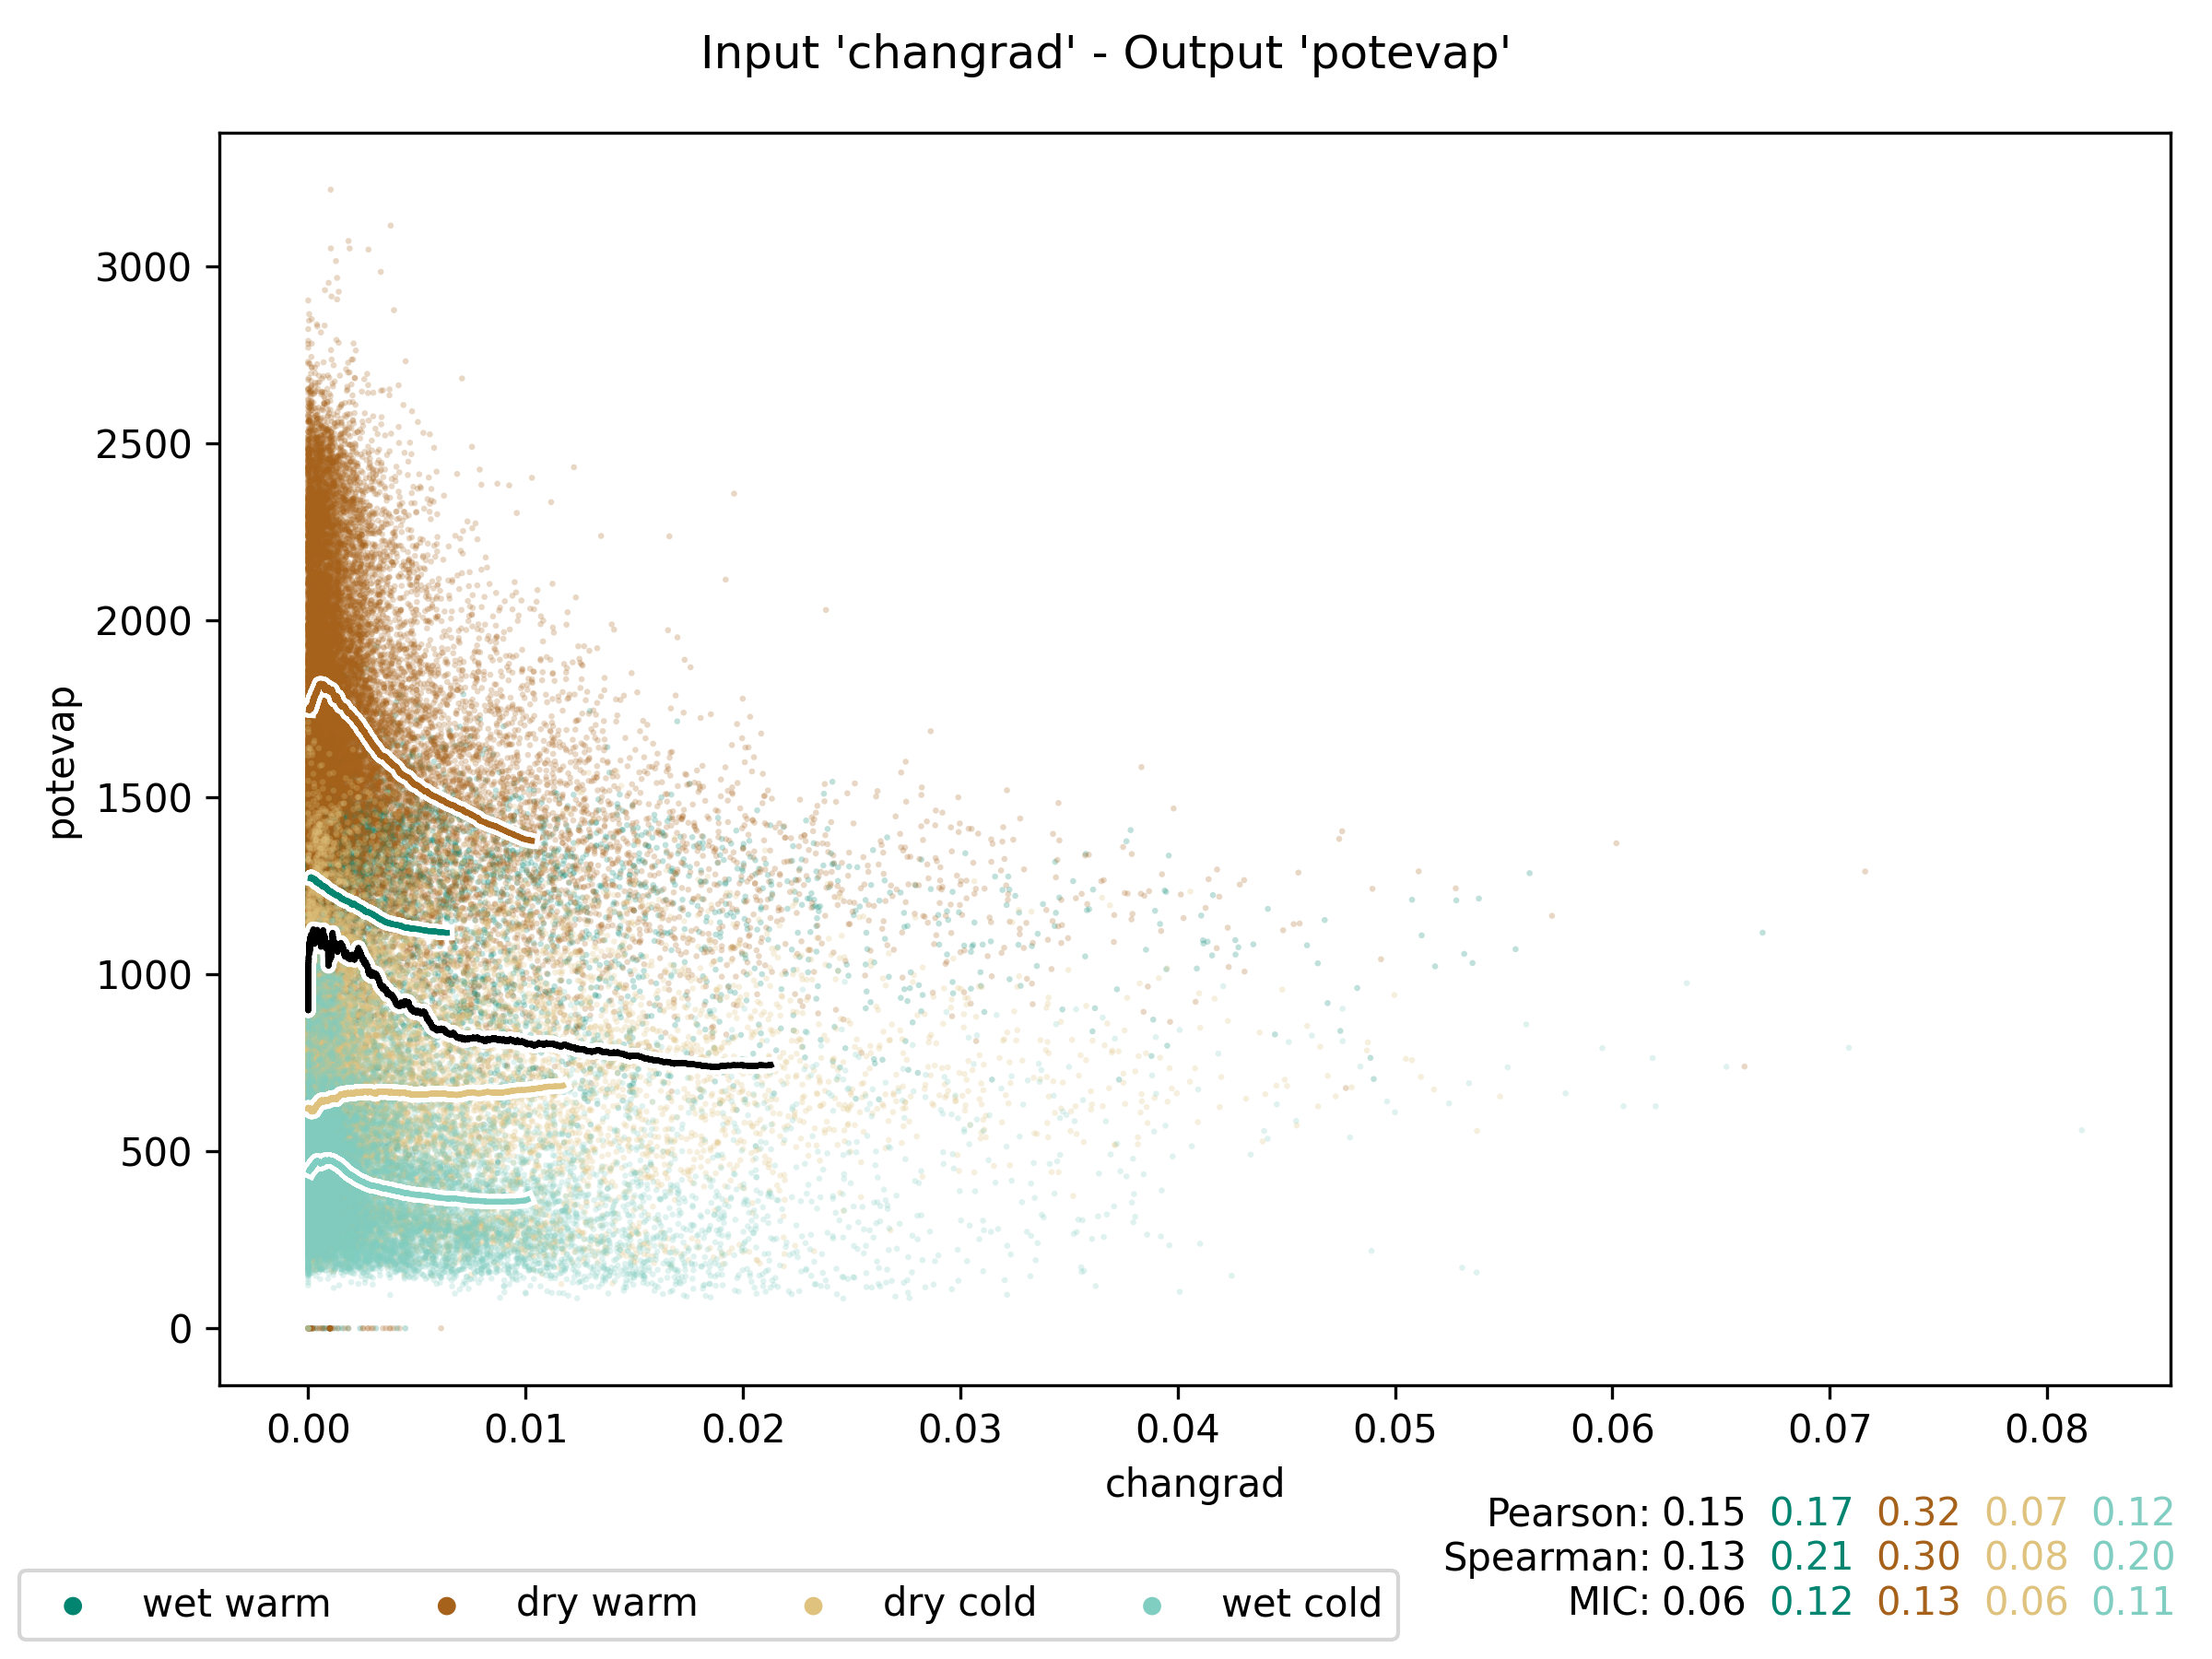 Input 'changrad' - Output 'potevap'
3000
2500
2000
1500
1000
500
0
potevap
0.00 0.01 0.02 0.03 0.04 0.05 0.06 0.07 0.08
changrad
Pearson: 0.15 0.17 0.32 0.07 0.12
Spearman: 0.13 0.21 0.30 0.08 0.20
MIC: 0.06 0.12 0.13 0.06 0.11
wet warm dry warm dry cold wet cold